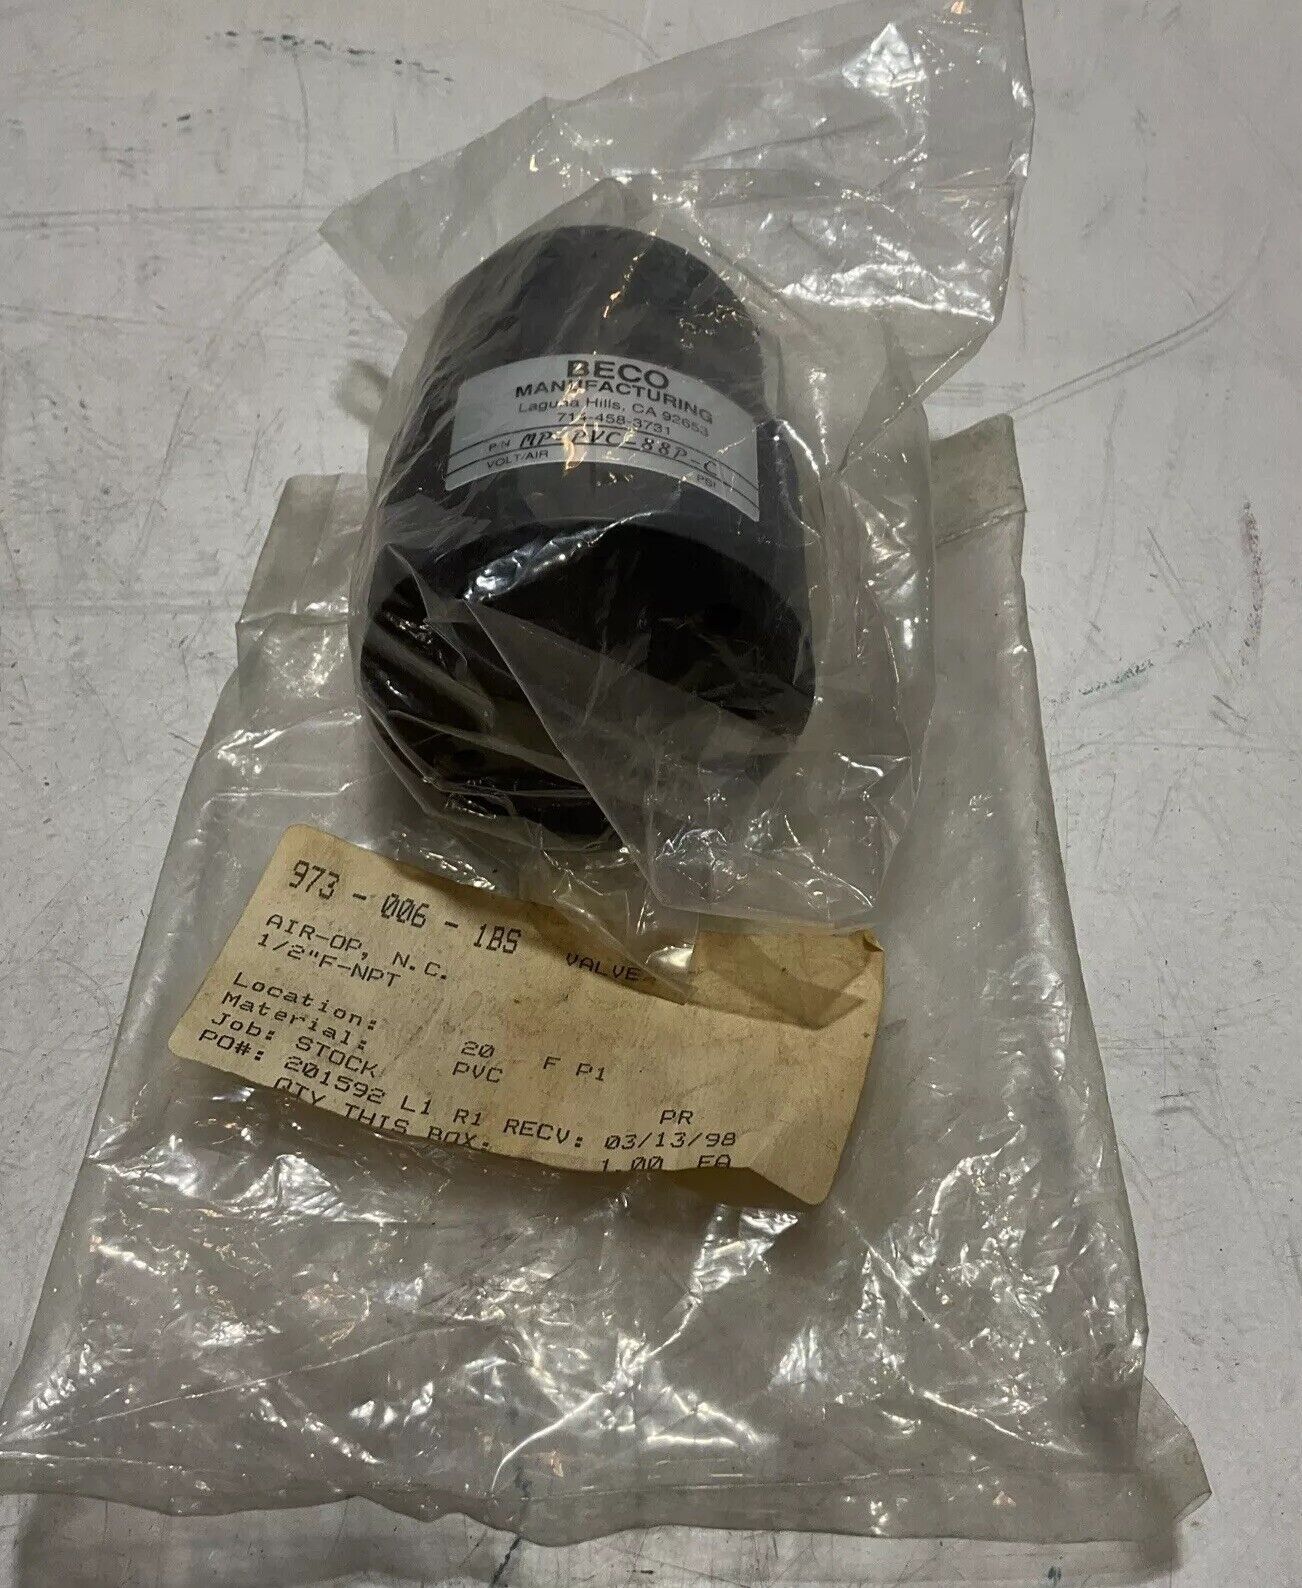 BECO
MANUFACTURING
Laguna Hills, CA 92653
714-458-3731
P/N MP-PVC-88P-C
VOLT/AIR PSI
973-006-1BS VALVE
AIR-OP, N.C.
1/2"F-NPT
Location: 20 F P1
Material: PVC
Job: STOCK PR
PO#: 201592 L1 R1 RECV: 03/13/98
QTY THIS BOX: 1.00 EA